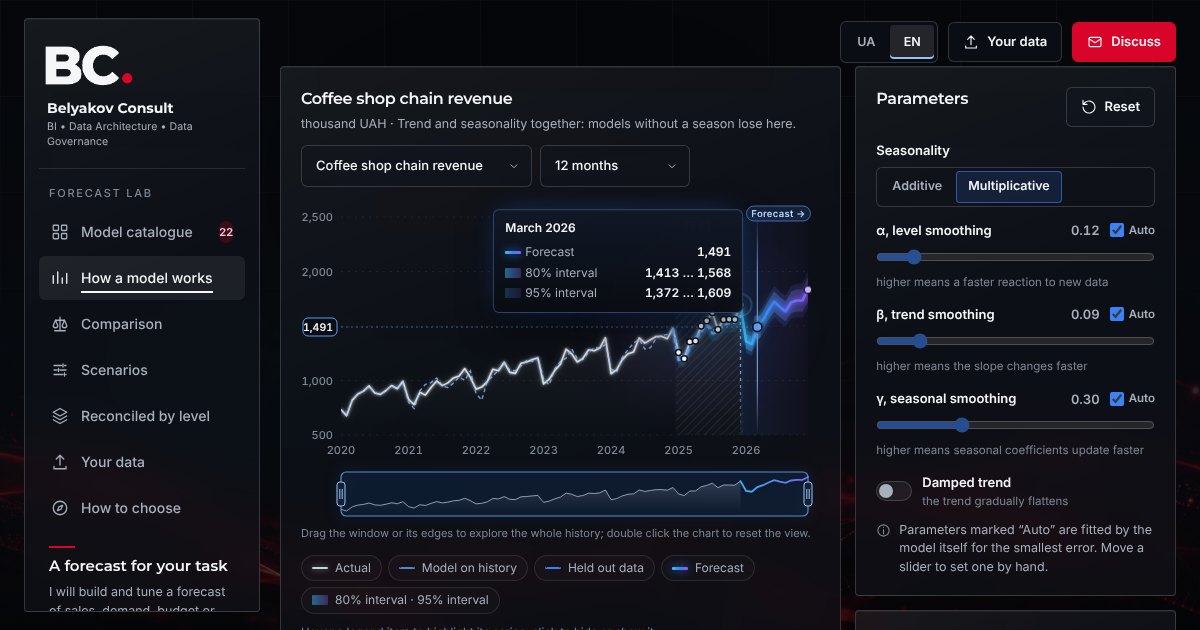 BC.
Belyakov Consult
BI • Data Architecture • Data
Governance
FORECAST LAB
Model catalogue 22
How a model works
Comparison
Scenarios
Reconciled by level
Your data
How to choose
A forecast for your task
I will build and tune a forecast
of sales, demand, budget or
UA EN Your data Discuss
Coffee shop chain revenue
thousand UAH · Trend and seasonality together: models without a season lose here.
Coffee shop chain revenue 12 months
2,500
2,000
1,491
1,000
500
2020 2021 2022 2023 2024 2025 2026
Forecast →
March 2026
Forecast 1,491
80% interval 1,413 … 1,568
95% interval 1,372 … 1,609
Drag the window or its edges to explore the whole history; double click the chart to reset the view.
Actual Model on history Held out data Forecast
80% interval · 95% interval
Parameters Reset
Seasonality
Additive Multiplicative
α, level smoothing 0.12 Auto
higher means a faster reaction to new data
β, trend smoothing 0.09 Auto
higher means the slope changes faster
γ, seasonal smoothing 0.30 Auto
higher means seasonal coefficients update faster
Damped trend
the trend gradually flattens
Parameters marked “Auto” are fitted by the
model itself for the smallest error. Move a
slider to set one by hand.